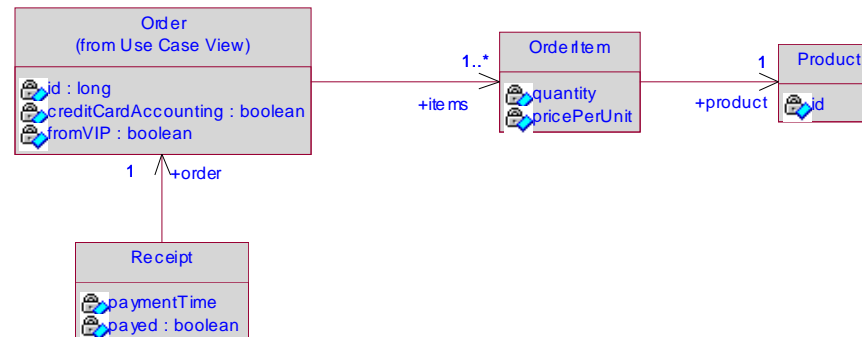 Order
(from Use Case View)
id : long
creditCardAccounting : boolean
fromVIP : boolean
1..*
+items
OrderItem
quantity
pricePerUnit
1
+product
Product
id
1
+order
Receipt
paymentTime
payed : boolean